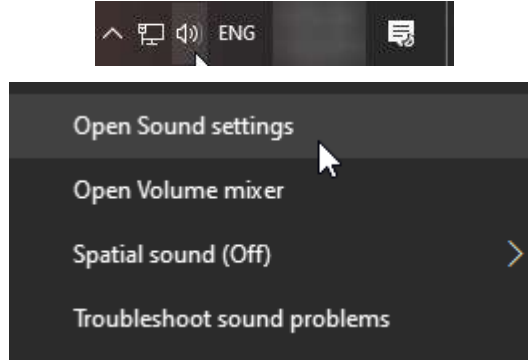 ENG
Open Sound settings
Open Volume mixer
Spatial sound (Off)
Troubleshoot sound problems